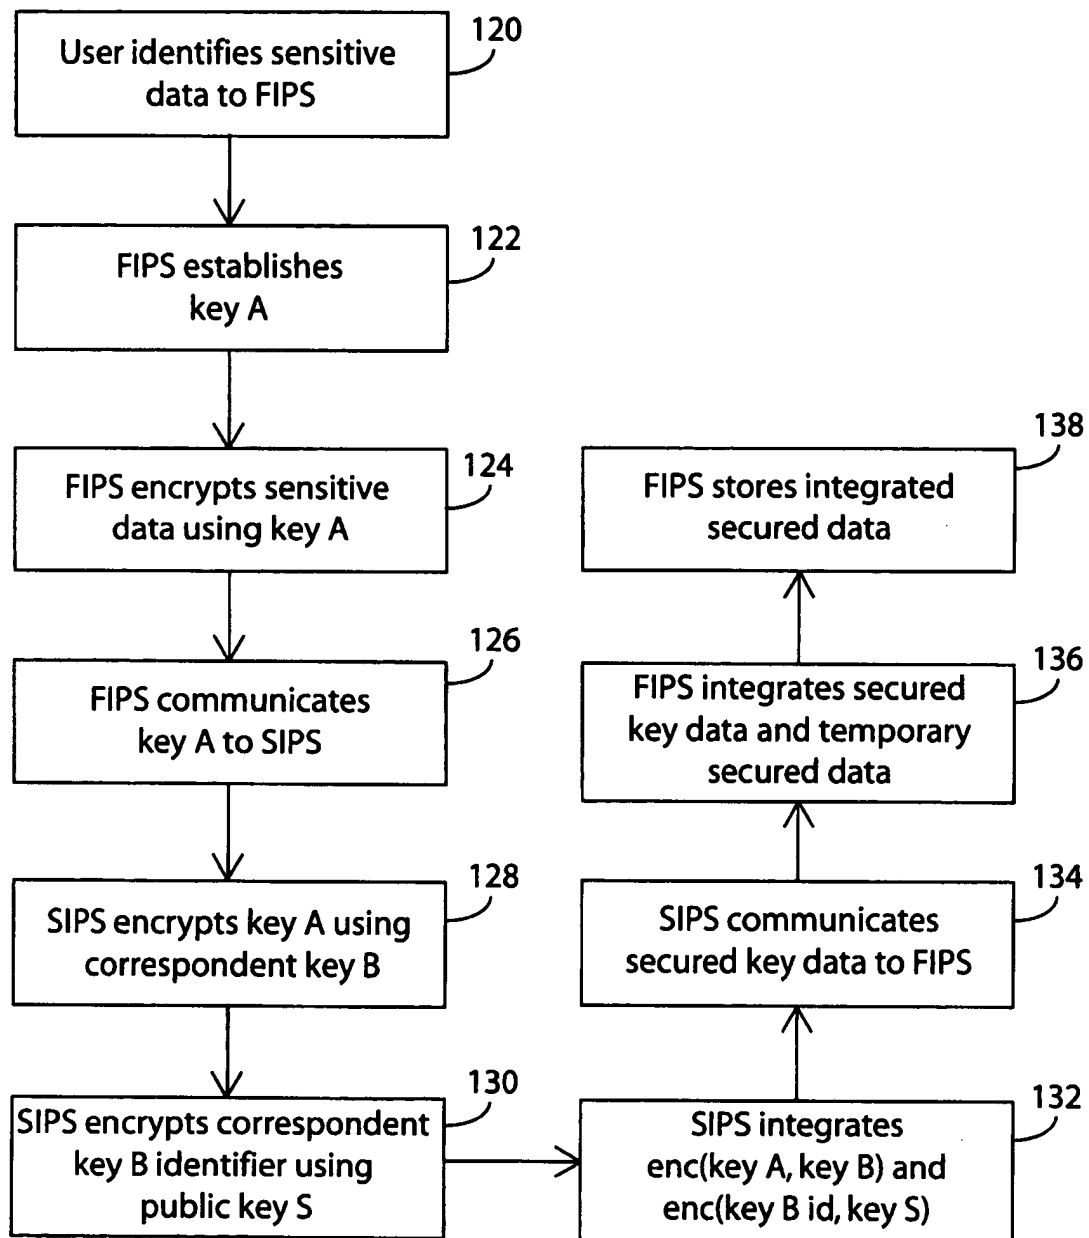 User identifies sensitive
data to FIPS
120
FIPS establishes
key A
122
FIPS encrypts sensitive
data using key A
124
FIPS communicates
key A to SIPS
126
SIPS encrypts key A using
correspondent key B
128
SIPS encrypts correspondent
key B identifier using
public key S
130
SIPS integrates
enc(key A, key B) and
enc(key B id, key S)
132
SIPS communicates
secured key data to FIPS
134
FIPS integrates secured
key data and temporary
secured data
136
FIPS stores integrated
secured data
138